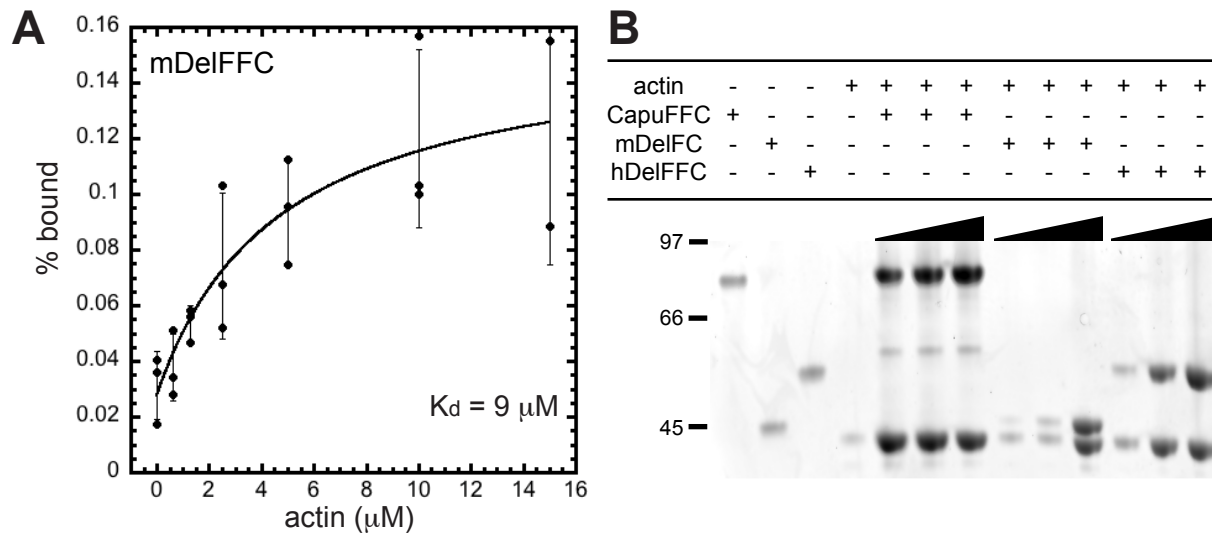 A
mDelFFC
% bound
0.16
0.14
0.12
0.1
0.08
0.06
0.04
0.02
0
Kd = 9 μM
0 2 4 6 8 10 12 14 16
actin (μM)
B
actin - - - + + + + + + + + + +
CapuFFC + - - - + + + - - - - - -
mDelFC - + - - - - - + + + - - -
hDelFFC - - + - - - - - - - + + +
97
66
45